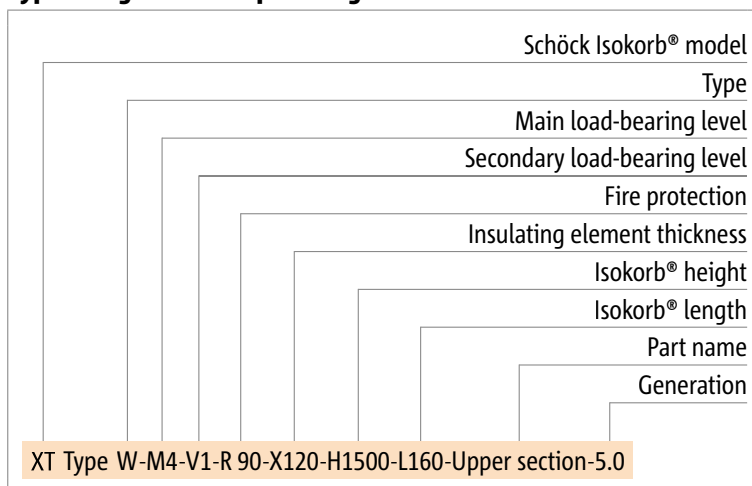 Schöck Isokorb® model
Type
Main load-bearing level
Secondary load-bearing level
Fire protection
Insulating element thickness
Isokorb® height
Isokorb® length
Part name
Generation
XT Type W-M4-V1-R 90-X120-H1500-L160-Upper section-5.0